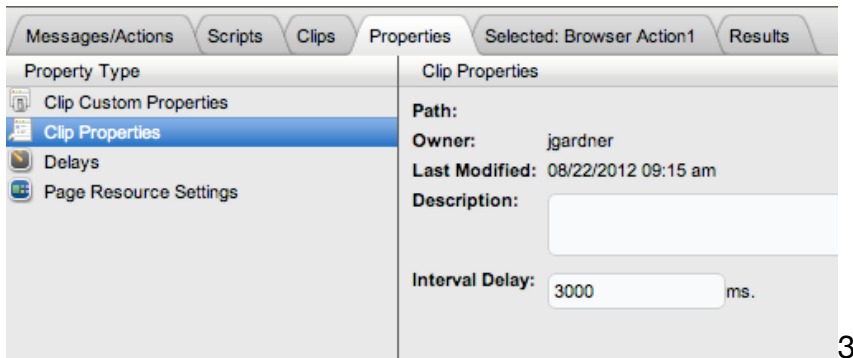 Messages/Actions Scripts Clips Properties Selected: Browser Action1 Results
Property Type
Clip Custom Properties
Clip Properties
Delays
Page Resource Settings
Clip Properties
Path:
Owner: jgardner
Last Modified: 08/22/2012 09:15 am
Description:
Interval Delay: 3000 ms.
3